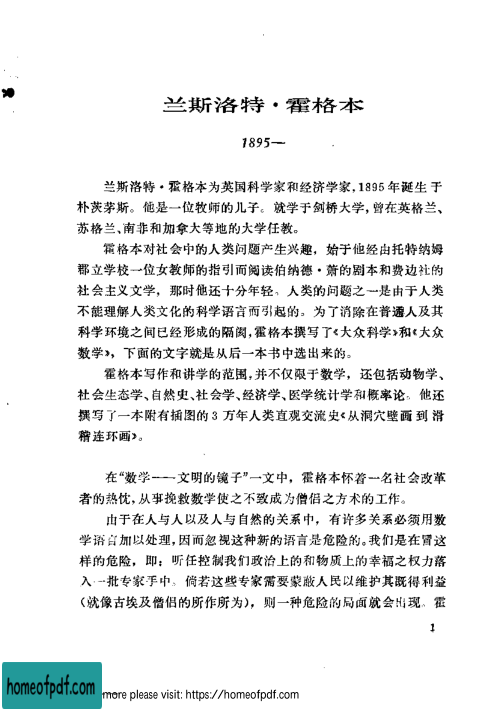 兰斯洛特·霍格本
1895—
兰斯洛特·霍格本为英国科学家和经济学家,1895年诞生于
朴茨茅斯。他是一位牧师的儿子。就学于剑桥大学,曾在英格兰、
苏格兰、南非和加拿大等地的大学任教。
霍格本对社会中的人类问题产生兴趣,始于他经由托特纳姆
郡立学校一位女教师的指引而阅读伯纳德·萧的剧本和费边社的
社会主义文学,那时他还十分年轻。人类的问题之一是由于人类
不能理解人类文化的科学语言而引起的。为了消除在普通人及其
科学环境之间已经形成的隔阂,霍格本撰写了《大众科学》和《大众
数学》,下面的文字就是从后一本书中选出来的。
霍格本写作和讲学的范围,并不仅限于数学,还包括动物学、
社会生态学、自然史、社会学、经济学、医学统计学和概率论。他还
撰写了一本附有插图的3万年人类直观交流史《从洞穴壁画到滑
稽连环画》。
在“数学——文明的镜子”一文中,霍格本怀着一名社会改革
者的热忱,从事挽救数学使之不致成为僧侣之方术的工作。
由于在人与人以及人与自然的关系中,有许多关系必须用数
学语言加以处理,因而忽视这种新的语言是危险的。我们是在冒这
样的危险,即:听任控制我们政治上的和物质上的幸福之权力落
入一批专家手中。倘若这些专家需要蒙蔽人民以维护其既得利益
(就像古埃及僧侣的所作所为),则一种危险的局面就会出现。霍
1
homeofpdf.com
more please visit: https://homeofpdf.com